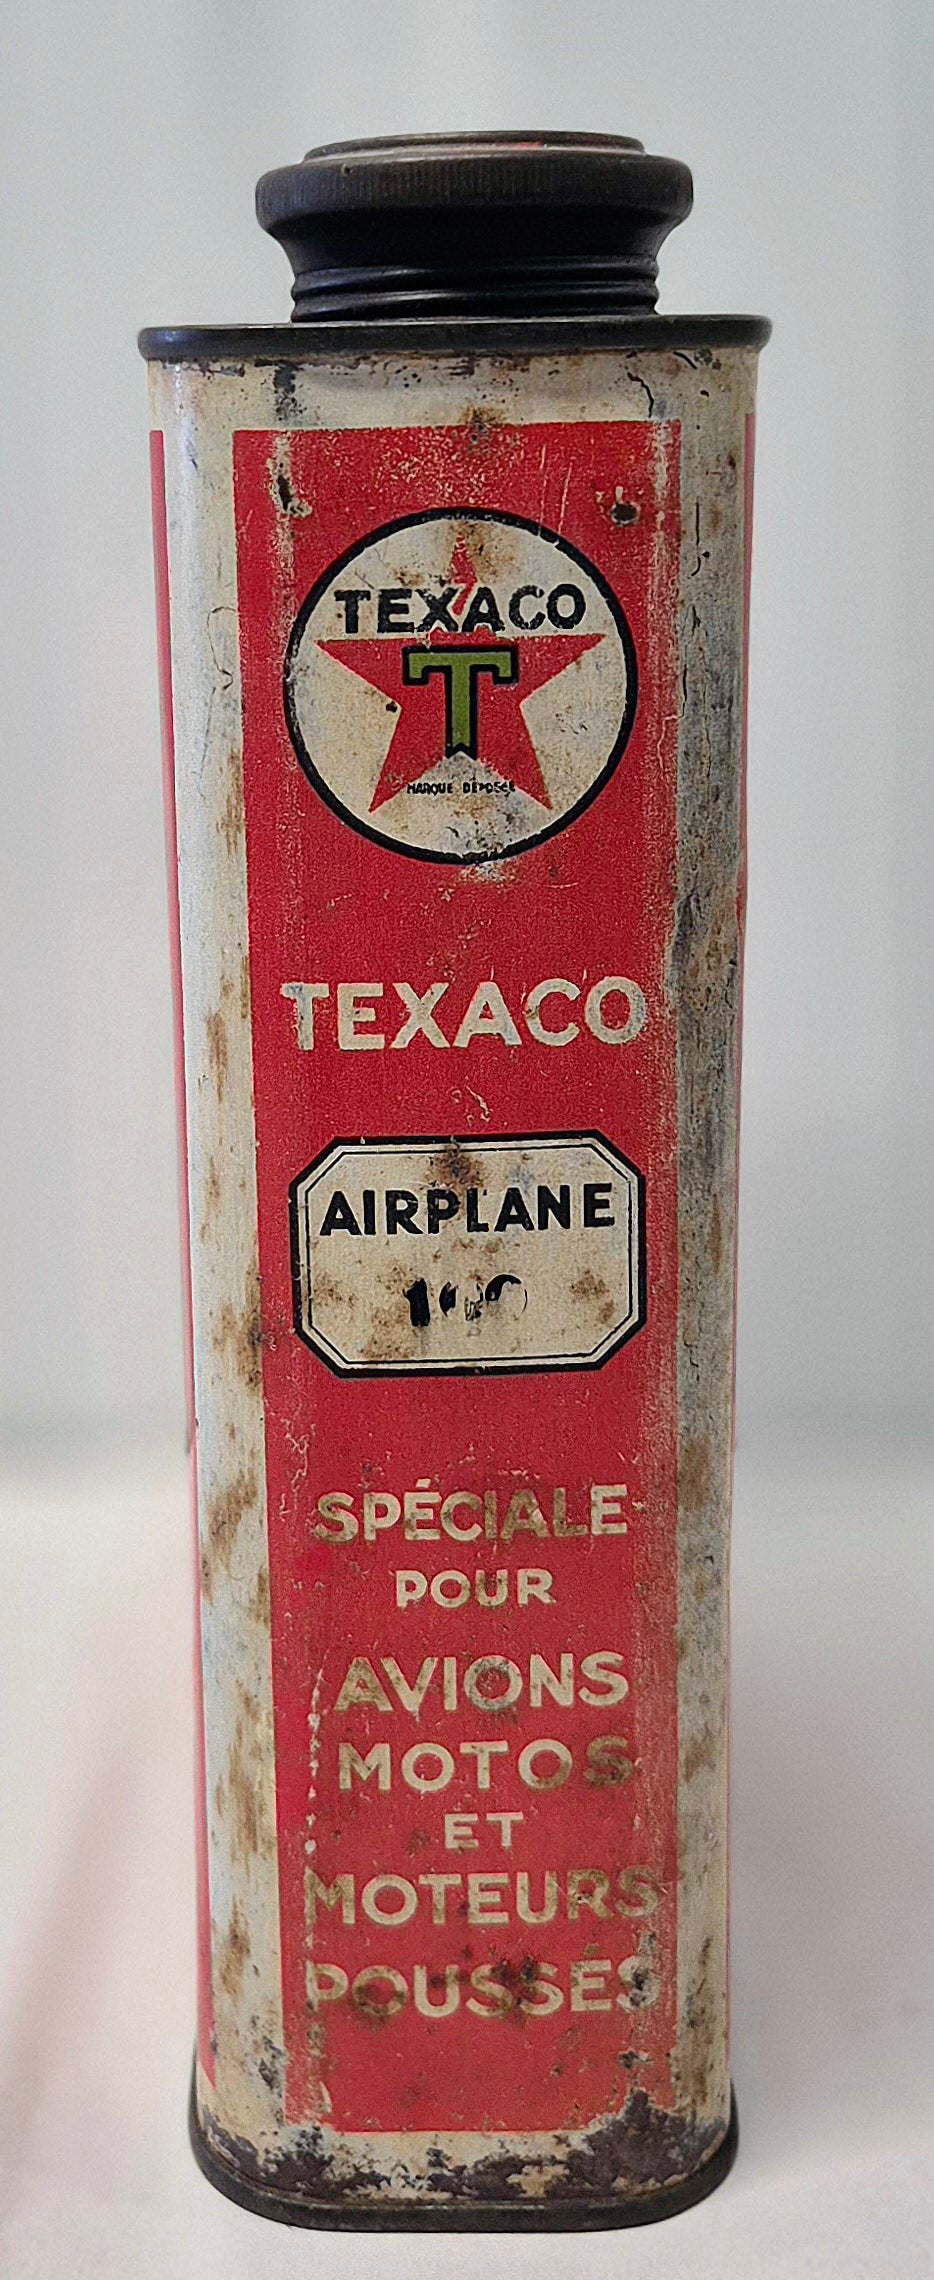 TEXACO
T
MARQUE DÉPOSÉE
TEXACO
AIRPLANE
SPÉCIALE
POUR
AVIONS
MOTOS
ET
MOTEURS
POUSSÉS